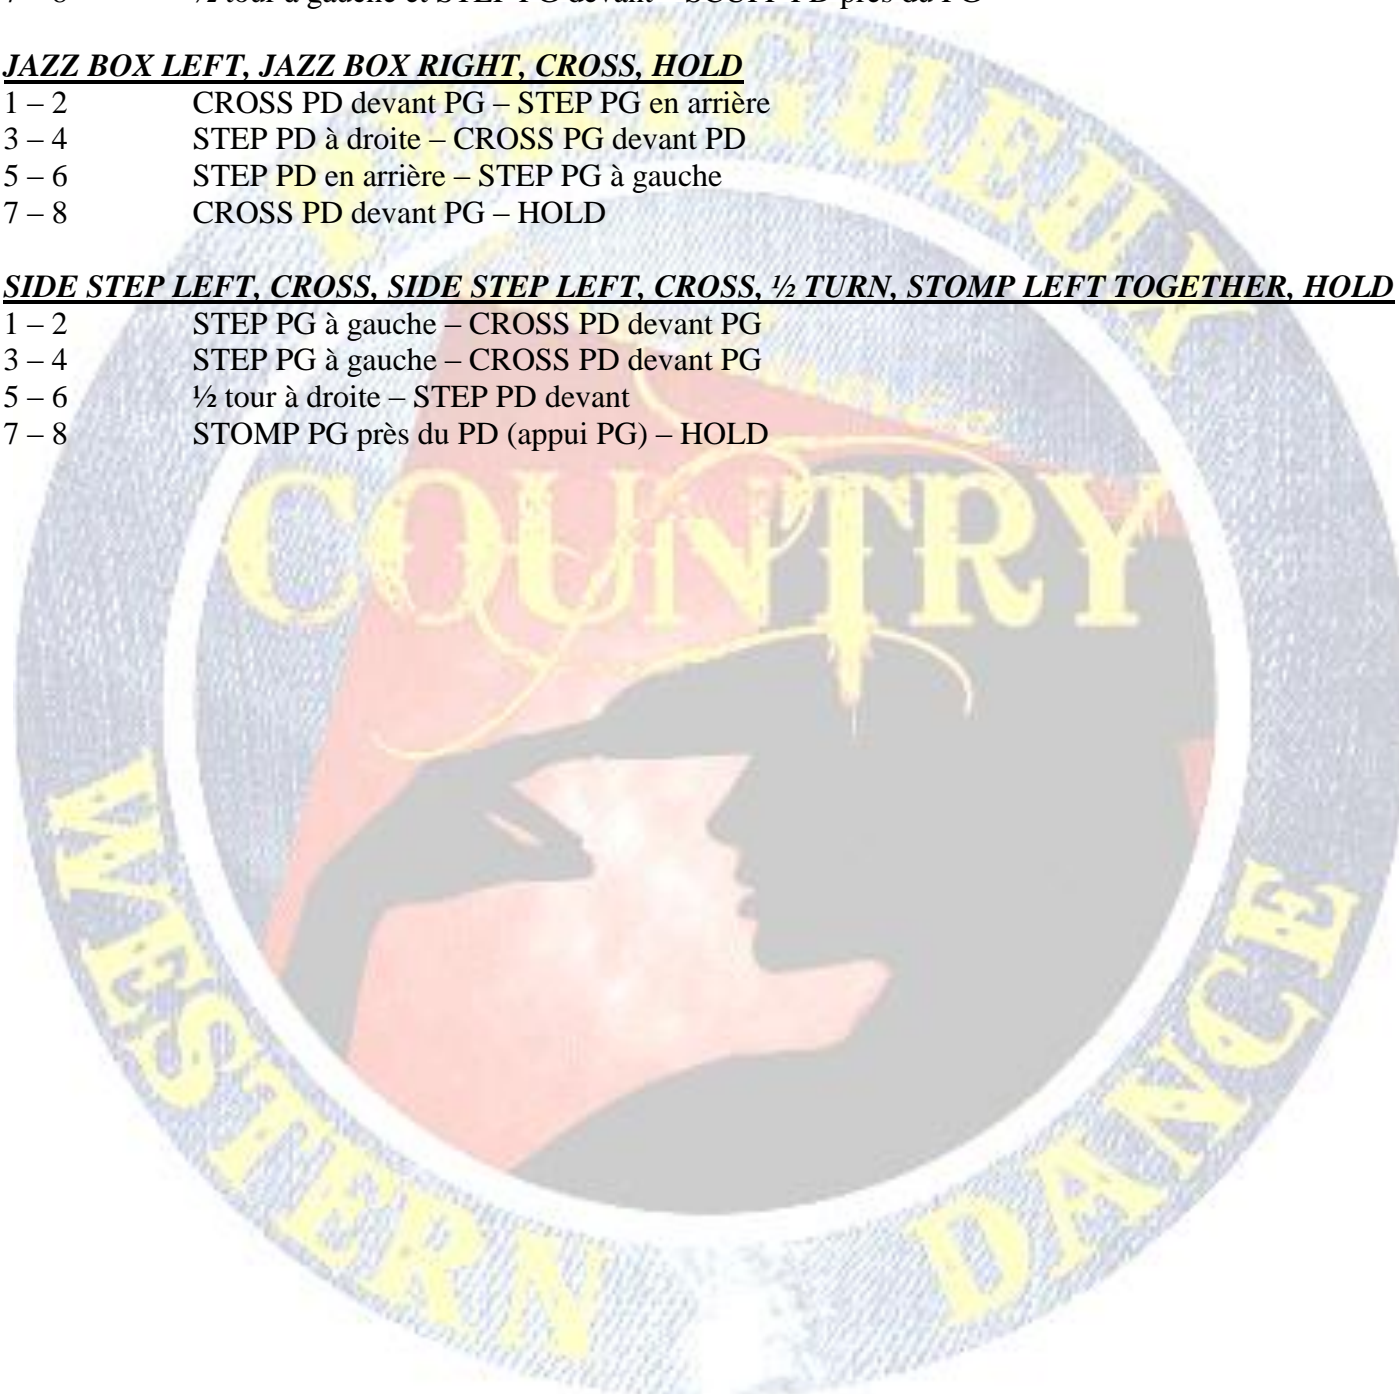 JAZZ BOX LEFT, JAZZ BOX RIGHT, CROSS, HOLD
1 – 2 CROSS PD devant PG – STEP PG en arrière
3 – 4 STEP PD à droite – CROSS PG devant PD
5 – 6 STEP PD en arrière – STEP PG à gauche
7 – 8 CROSS PD devant PG – HOLD
SIDE STEP LEFT, CROSS, SIDE STEP LEFT, CROSS, ½ TURN, STOMP LEFT TOGETHER, HOLD
1 – 2 STEP PG à gauche – CROSS PD devant PG
3 – 4 STEP PG à gauche – CROSS PD devant PG
5 – 6 ½ tour à droite – STEP PD devant
7 – 8 STOMP PG près du PD (appui PG) – HOLD
PERIGUEUX
COUNTRY
WESTERN DANCE